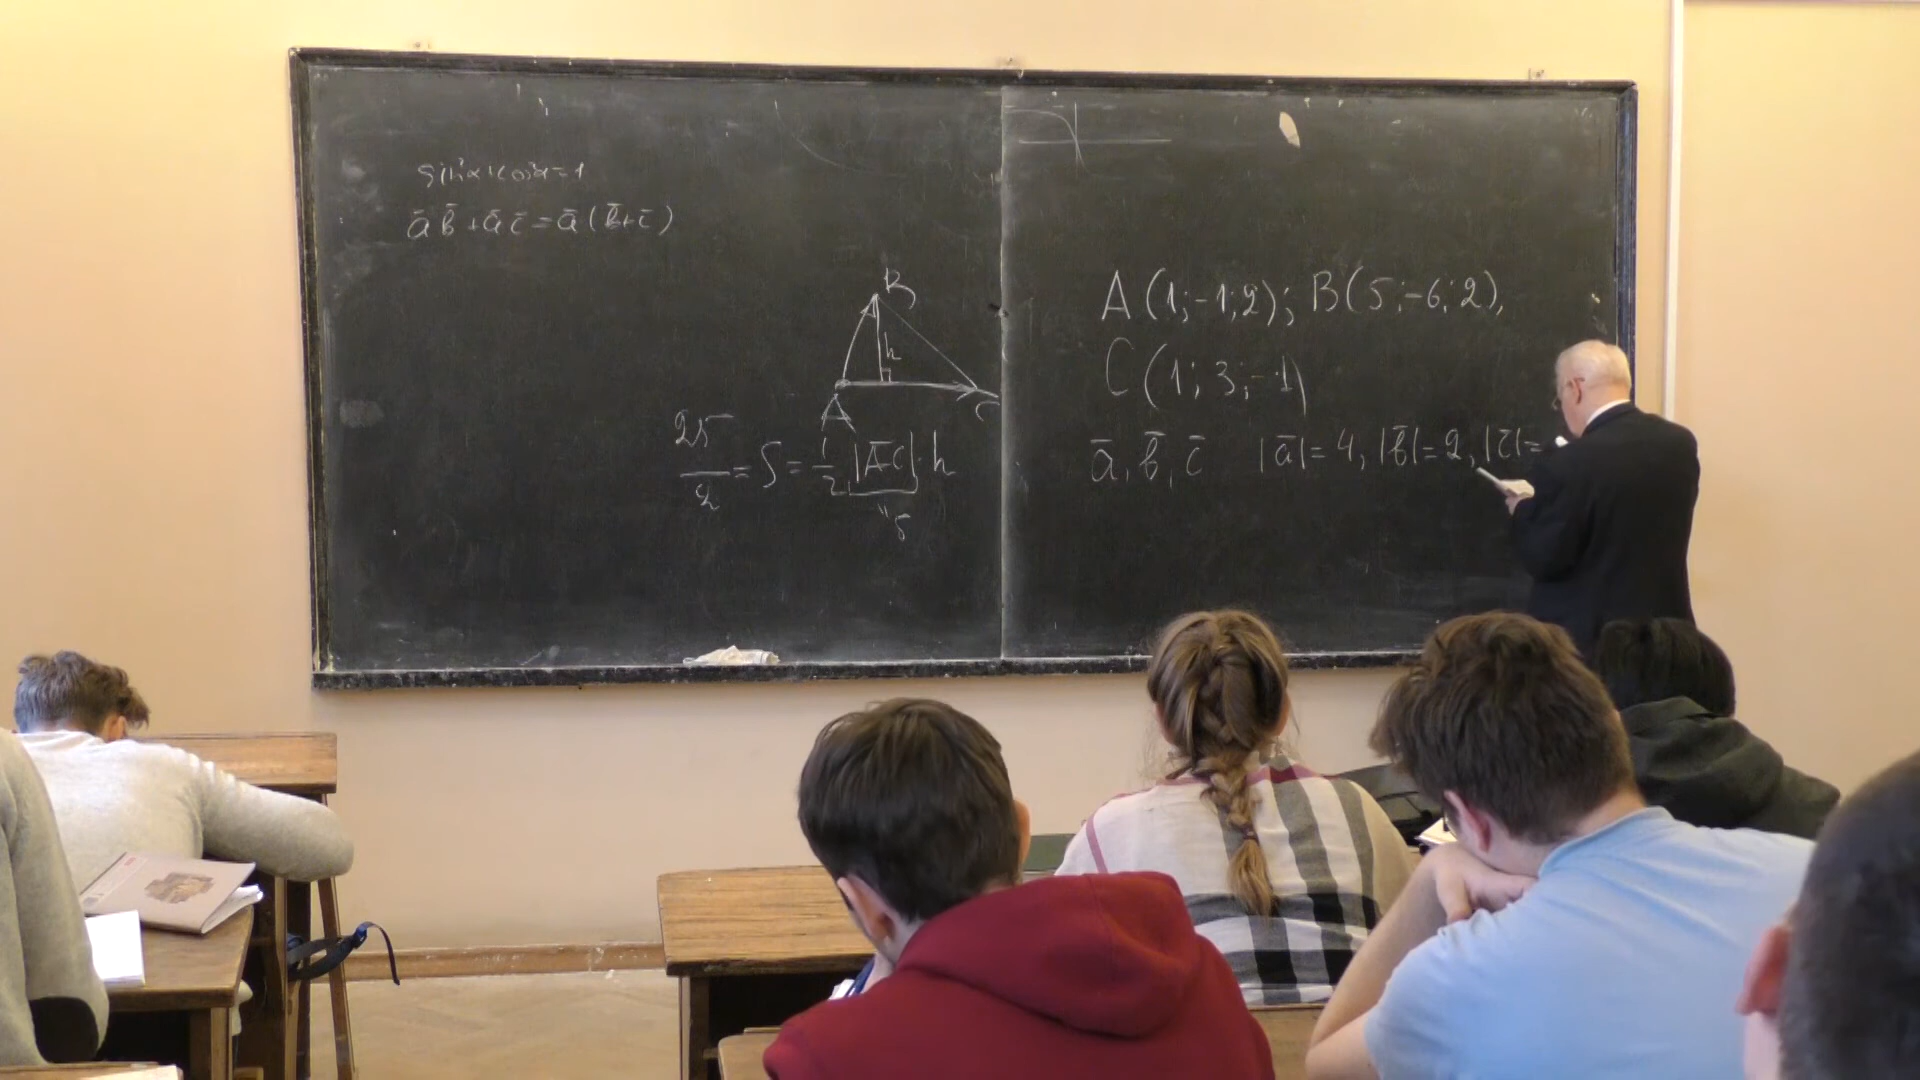 sin²α+cos²α=1
āb̄+āc̄=ā(b̄+c̄)
B
h
A
C
25/2=S=1/2|AC|·h
"5
A(1;-1;2); B(5;-6;2),
C(1;3;-1)
ā, b̄, c̄ |ā|=4, |b̄|=2, |c̄|=